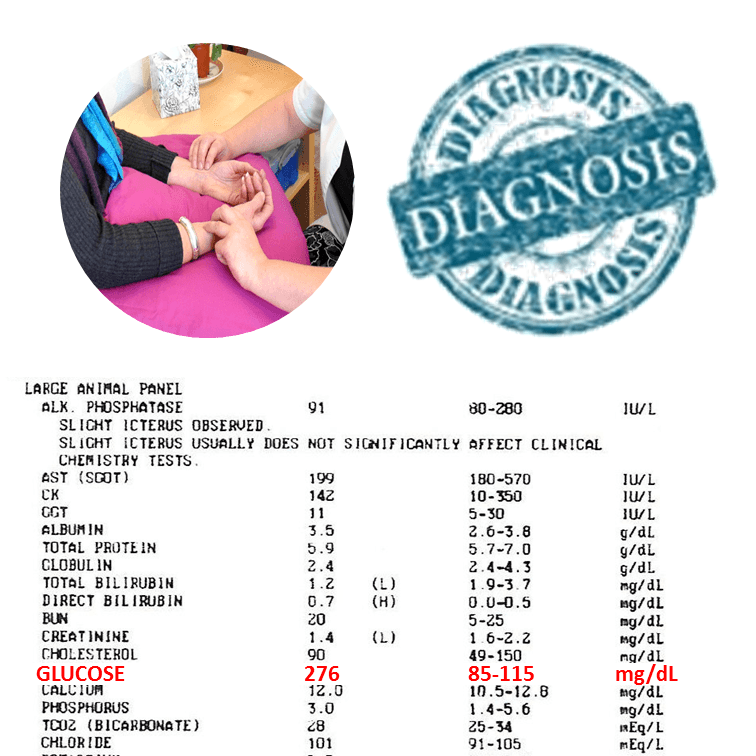 DIAGNOSIS
DIAGNOSIS
DIAGNOSIS
LARGE ANIMAL PANEL
ALK. PHOSPHATASE 91 80-280 IU/L
SLIGHT ICTERUS OBSERVED.
SLIGHT ICTERUS USUALLY DOES NOT SIGNIFICANTLY AFFECT CLINICAL
CHEMISTRY TESTS.
AST (SGOT) 199 180-570 IU/L
CK 142 10-350 IU/L
GGT 11 5-30 IU/L
ALBUMIN 3.5 2.6-3.8 g/dL
TOTAL PROTEIN 5.9 5.7-7.0 g/dL
GLOBULIN 2.4 2.4-4.3 g/dL
TOTAL BILIRUBIN 1.2 (L) 1.9-3.7 mg/dL
DIRECT BILIRUBIN 0.7 (H) 0.0-0.5 mg/dL
BUN 20 5-25 mg/dL
CREATININE 1.4 (L) 1.6-2.2 mg/dL
CHOLESTEROL 90 49-150 mg/dL
GLUCOSE 276 85-115 mg/dL
CALCIUM 12.0 10.5-12.8 mg/dL
PHOSPHORUS 3.0 1.4-5.6 mg/dL
TCO2 (BICARBONATE) 28 25-34 mEq/L
CHLORIDE 101 91-105 mEq/L